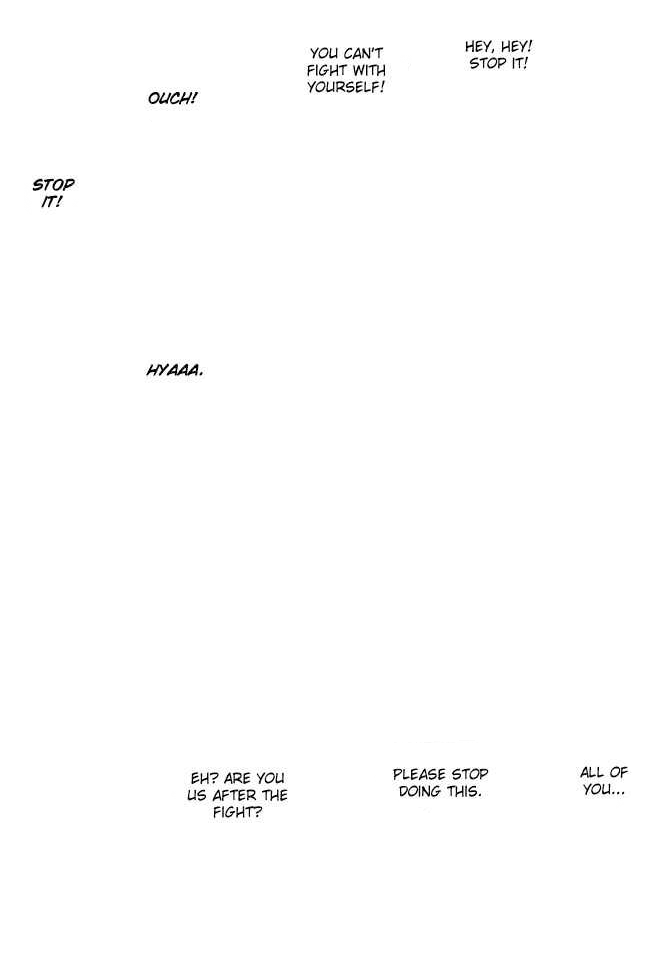 HEY, HEY!
STOP IT!
YOU CAN'T
FIGHT WITH
YOURSELF!
OUCH!
STOP
IT!
HYAAA.
ALL OF
YOU...
PLEASE STOP
DOING THIS.
EH? ARE YOU
US AFTER THE
FIGHT?